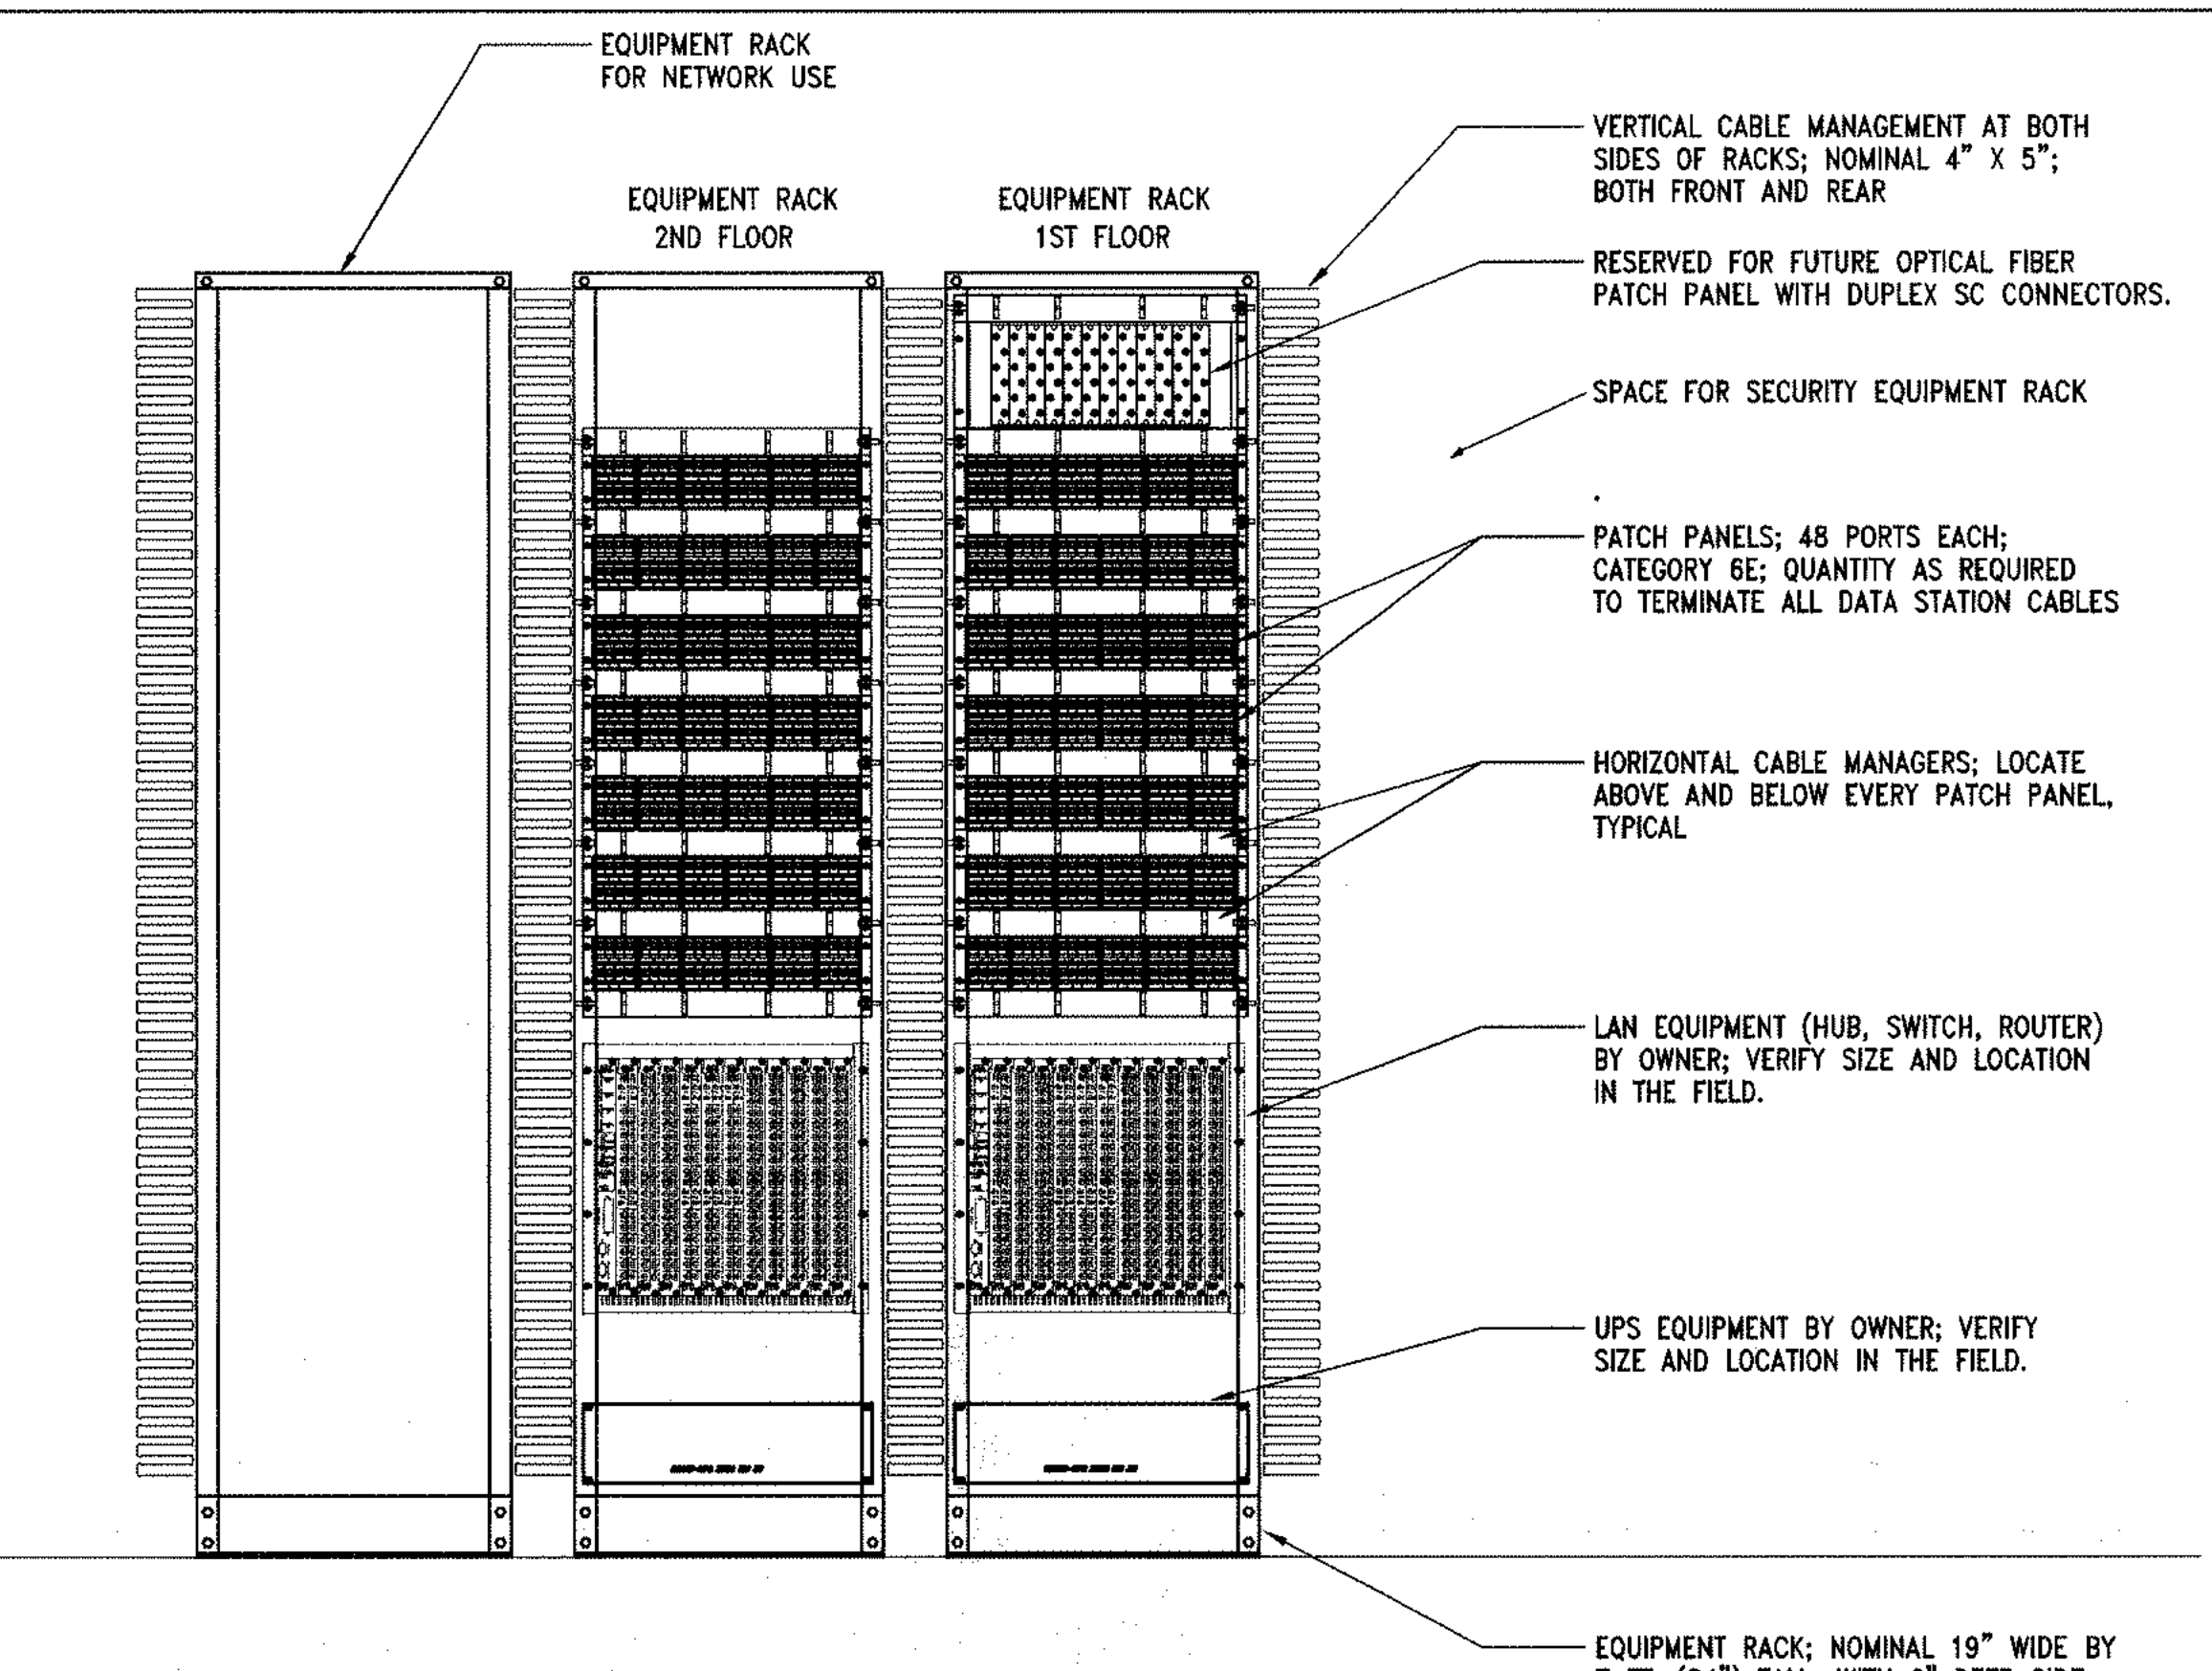 EQUIPMENT RACK
FOR NETWORK USE
EQUIPMENT RACK
2ND FLOOR
EQUIPMENT RACK
1ST FLOOR
VERTICAL CABLE MANAGEMENT AT BOTH
SIDES OF RACKS; NOMINAL 4" X 5";
BOTH FRONT AND REAR
RESERVED FOR FUTURE OPTICAL FIBER
PATCH PANEL WITH DUPLEX SC CONNECTORS.
SPACE FOR SECURITY EQUIPMENT RACK
PATCH PANELS; 48 PORTS EACH;
CATEGORY 6E; QUANTITY AS REQUIRED
TO TERMINATE ALL DATA STATION CABLES
HORIZONTAL CABLE MANAGERS; LOCATE
ABOVE AND BELOW EVERY PATCH PANEL,
TYPICAL
LAN EQUIPMENT (HUB, SWITCH, ROUTER)
BY OWNER; VERIFY SIZE AND LOCATION
IN THE FIELD.
UPS EQUIPMENT BY OWNER; VERIFY
SIZE AND LOCATION IN THE FIELD.
EQUIPMENT RACK; NOMINAL 19" WIDE BY